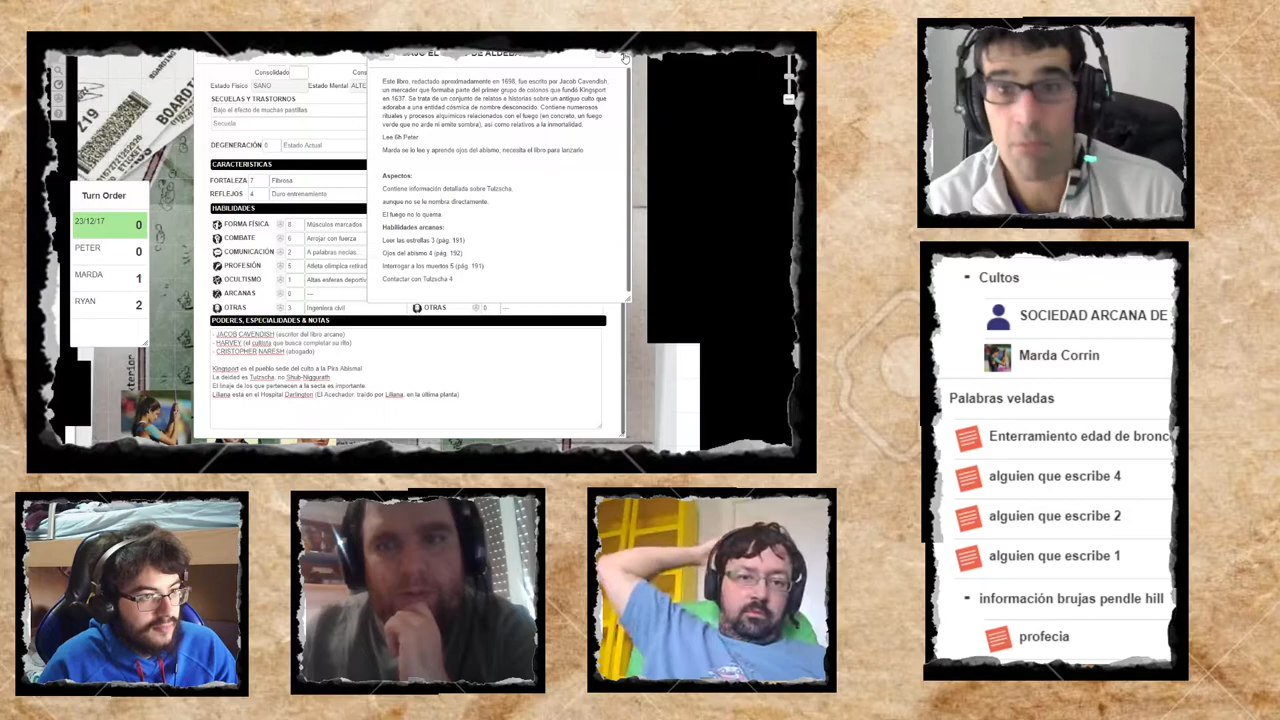 219
BOARDI
Turn Order
23/12/17 0
PETER 0
MARDA 1
RYAN 2
Consolidado
Estado Físico SANO Estado Mental ALTE
SECUELAS Y TRASTORNOS
Bajo el efecto de muchas pastillas
Secuela
DEGENERACIÓN 0 Estado Actual
CARACTERISTICAS
FORTALEZA 7 Fibrosa
REFLEJOS 4 Duro entrenamiento
HABILIDADES
FORMA FÍSICA 8 Músculos marcados
COMBATE 6 Arrojar con fuerza
COMUNICACIÓN 2 A palabras necias..
PROFESIÓN 5 Atleta olímpica retirad
OCULTISMO 1 Altas esferas deporti
ARCANAS 0 —
OTRAS 3 Ingeniera civil
OTRAS 0 —
PODERES, ESPECIALIDADES & NOTAS
- JACOB CAVENDISH (escritor del libro arcano)
- HARVEY (el cultista que busca completar su rito)
- CRISTOPHER NARESH (abogado)
Kingsport es el pueblo sede del culto a la Pira Abismal
La deidad es Tulzscha, no Shub-Niggurath
El linaje de los que pertenecen a la secta es importante.
Liliana está en el Hospital Darlington (El Acechador, traído por Liliana, en la última planta)
Este libro, redactado aproximadamente en 1696, fue escrito por Jacob Cavendish,
un mercader que formaba parte del primer grupo de colonos que fundó Kingsport
en 1637. Se trata de un conjunto de relatos e historias sobre un antiguo culto que
adoraba a una entidad cósmica de nombre desconocido. Contiene numerosos
rituales y procesos alquímicos relacionados con el fuego (en concreto, un fuego
verde que no arde ni emite sombra), así como relativos a la inmortalidad.
Lee 6h Peter
Marda se lo lee y aprende ojos del abismo, necesita el libro para lanzarlo
Aspectos:
Contiene información detallada sobre Tulzscha,
aunque no se le nombra directamente.
El fuego no lo quema.
Habilidades arcanas:
Leer las estrellas 3 (pág. 191)
Ojos del abismo 4 (pág. 192)
Interrogar a los muertos 5 (pág. 191)
Contactar con Tulzscha 4
Cultos
SOCIEDAD ARCANA DE
Marda Corrin
Palabras veladas
Enterramiento edad de bronc
alguien que escribe 4
alguien que escribe 2
alguien que escribe 1
información brujas pendle hill
profecia